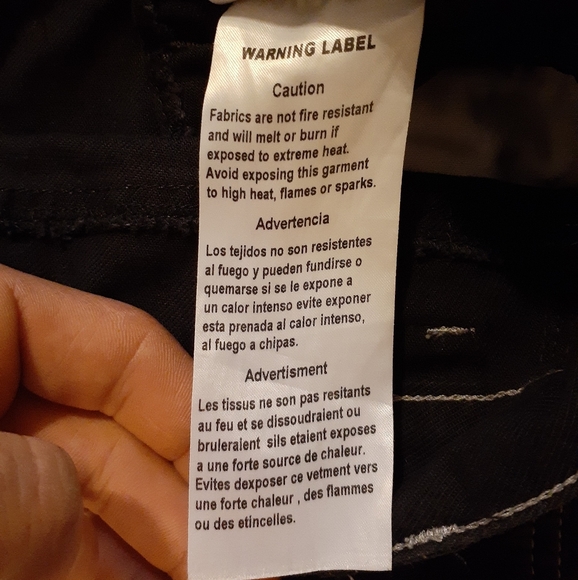 WARNING LABEL
Caution
Fabrics are not fire resistant
and will melt or burn if
exposed to extreme heat.
Avoid exposing this garment
to high heat, flames or sparks.
Advertencia
Los tejidos no son resistentes
al fuego y pueden fundirse o
quemarse si se le expone a
un calor intenso evite exponer
esta prenada al calor intenso,
al fuego a chipas.
Advertisment
Les tissus ne son pas resitants
au feu et se dissoudraient ou
bruleraient sils etaient exposes
a une forte source de chaleur.
Evites dexposer ce vetment vers
une forte chaleur , des flammes
ou des etincelles.